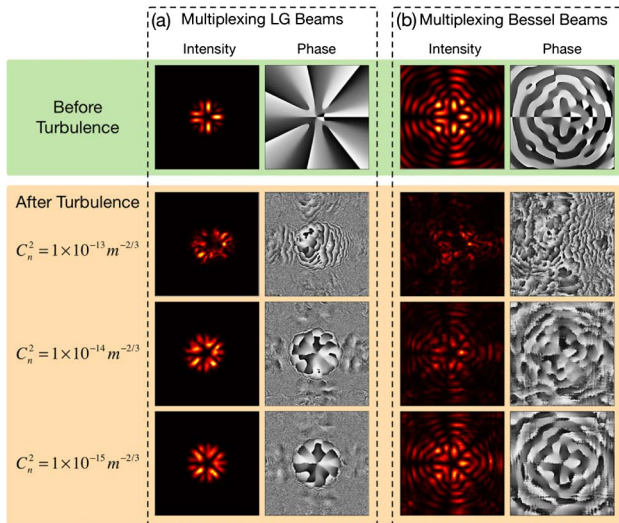 (a) Multiplexing LG Beams
(b) Multiplexing Bessel Beams
Intensity Phase Intensity Phase
Before
Turbulence
After Turbulence
C_n^2 = 1×10^{-13} m^{-2/3}
C_n^2 = 1×10^{-14} m^{-2/3}
C_n^2 = 1×10^{-15} m^{-2/3}